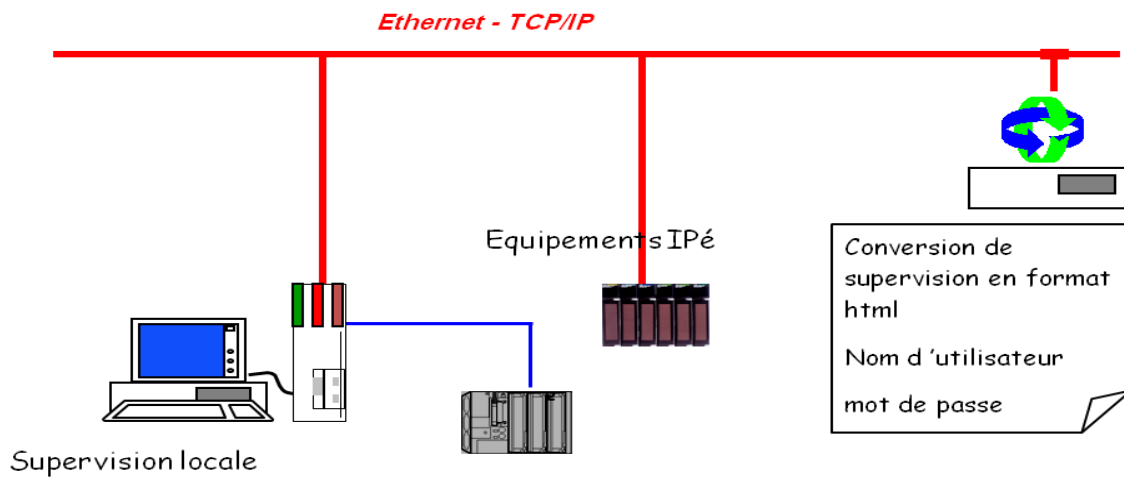 Ethernet - TCP/IP
Equipements IPé
Conversion de
supervision en format
html
Nom d 'utilisateur
mot de passe
Supervision locale